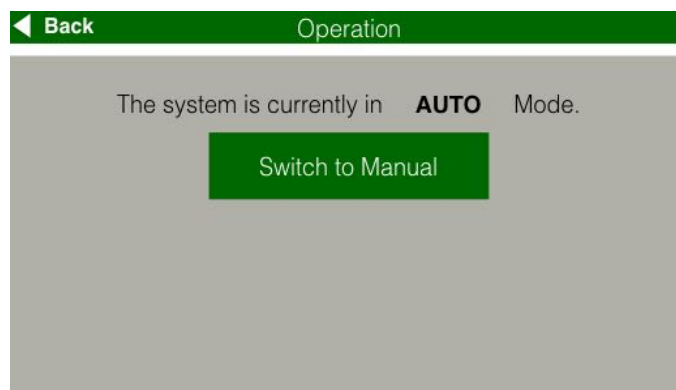 Back Operation
The system is currently in AUTO Mode.
Switch to Manual